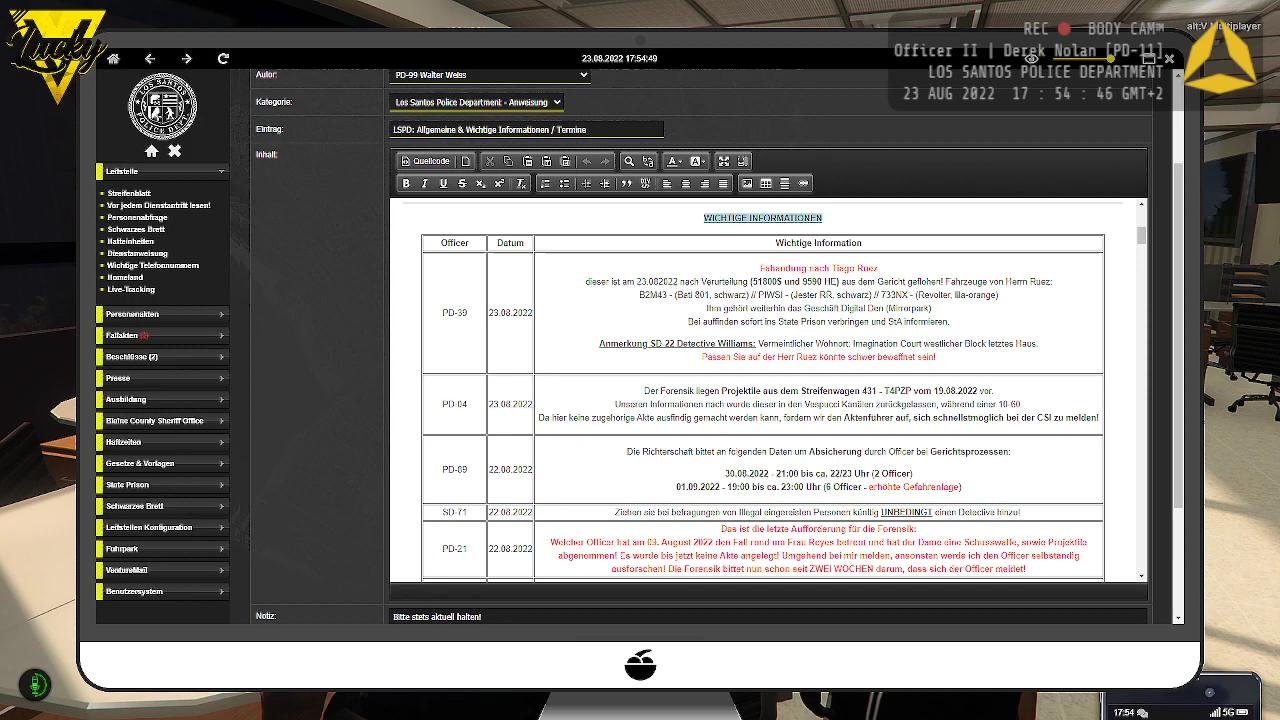 Lucky
alt:V Multiplayer
REC BODY CAM™
Officer II | Derek Nolan [PD-11]
LOS SANTOS POLICE DEPARTMENT
23 AUG 2022 17 : 54 : 46 GMT+2
23.08.2022 17:54:49
Leitstelle
Streifenblatt
Vor jedem Dienstantritt lesen!
Personenabfrage
Schwarzes Brett
Halteinheiten
Dienstanweisung
Wichtige Telefonnummern
Homeland
Live-Tracking
Personenakten
Fallakten (2)
Beschlüsse (2)
Presse
Ausbildung
Blaine County Sheriff Office
Haftzeiten
Gesetze & Vorlagen
State Prison
Schwarzes Brett
Leitstellen Konfiguration
Fuhrpark
VentureMail
Benutzersystem
Autor: PD-99 Walter Weiss
Kategorie: Los Santos Police Department - Anweisung
Eintrag: LSPD: Allgemeine & Wichtige Informationen / Termine
Inhalt:
Quellcode
WICHTIGE INFORMATIONEN
Officer Datum Wichtige Information
PD-39 23.08.2022
Fahandung nach Tiago Ruez
dieser ist am 23.082022 nach Verurteilung (51800$ und 9590 HE) aus dem Gericht geflohen! Fahrzeuge von Herrn Ruez:
B2M43 - (Bati 801, schwarz) // PIWSI - (Jester RR, schwarz) // 733NX - (Revolter, lila-orange)
Ihm gehört weiterhin das Geschäft Digital Den (Mirrorpark)
Bei auffinden sofort ins State Prison verbringen und StA informieren.
Anmerkung SD-22 Detective Williams: Vermeintlicher Wohnort: Imagination Court westlicher Block letztes Haus.
Passen Sie auf der Herr Ruez könnte schwer bewaffnet sein!
PD-04 23.08.2022
Der Forensik liegen Projektile aus dem Streifenwagen 431 - T4PZP vom 19.08.2022 vor.
Unseren Informationen nach wurde dieser in den Vespucci Kanälen zurückgelassen, während einer 10-60
Da hier keine zugehörige Akte ausfindig gemacht werden kann, fordern wir den Aktenführer auf, sich schnellstmöglich bei der CSI zu melden!
PD-89 22.08.2022
Die Richterschaft bittet an folgenden Daten um Absicherung durch Officer bei Gerichtsprozessen:
30.08.2022 - 21:00 bis ca. 22/23 Uhr (2 Officer)
01.09.2022 - 19:00 bis ca. 23:00 Uhr (6 Officer - erhöhte Gefahrenlage)
SD-71 22.08.2022 Ziehen sie bei befragungen von Illegal eingereisten Personen künftig UNBEDINGT einen Detective hinzu!
PD-21 22.08.2022
Das ist die letzte Aufforderung für die Forensik:
Welcher Officer hat am 09. August 2022 den Fall rund um Frau Reyes betreut und hat der Dame eine Schusswaffe, sowie Projektile
abgenommen! Es wurde bis jetzt keine Akte angelegt! Umgehend bei mir melden, ansonsten werde ich den Officer selbständig
ausforschen! Die Forensik bittet nun schon seit ZWEI WOCHEN darum, dass sich der Officer meldet!
Notiz: Bitte stets aktuell halten!
17:54
5G